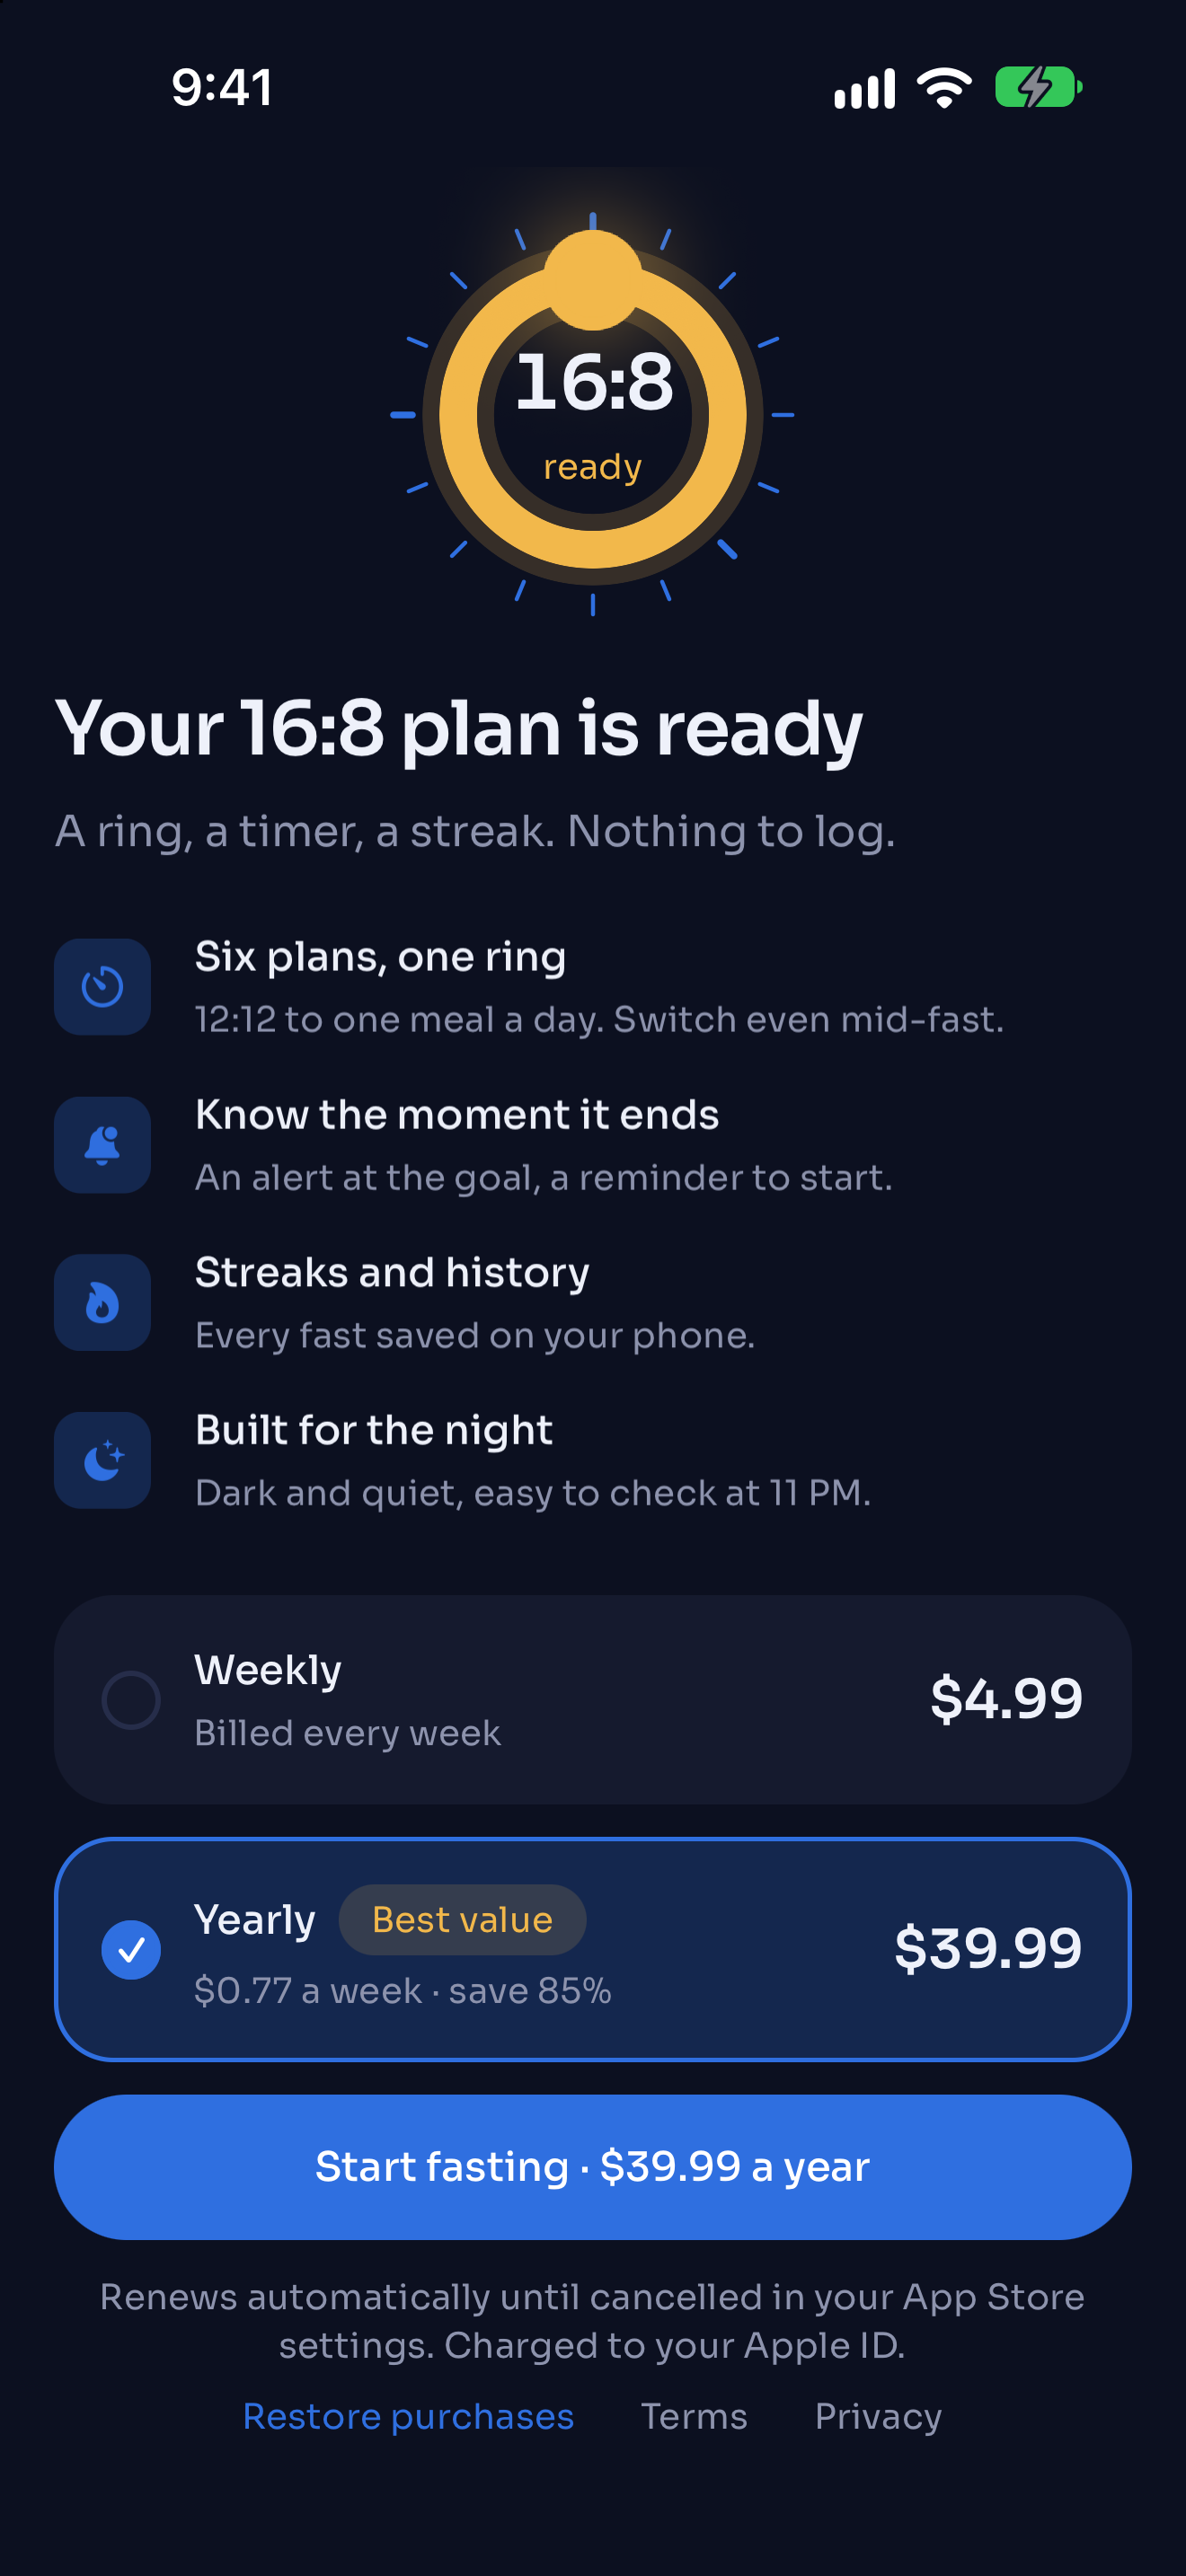 9:41
16:8
ready
Your 16:8 plan is ready
A ring, a timer, a streak. Nothing to log.
Six plans, one ring
12:12 to one meal a day. Switch even mid-fast.
Know the moment it ends
An alert at the goal, a reminder to start.
Streaks and history
Every fast saved on your phone.
Built for the night
Dark and quiet, easy to check at 11 PM.
Weekly
Billed every week
$4.99
Yearly
Best value
$0.77 a week · save 85%
$39.99
Start fasting · $39.99 a year
Renews automatically until cancelled in your App Store
settings. Charged to your Apple ID.
Restore purchases
Terms
Privacy